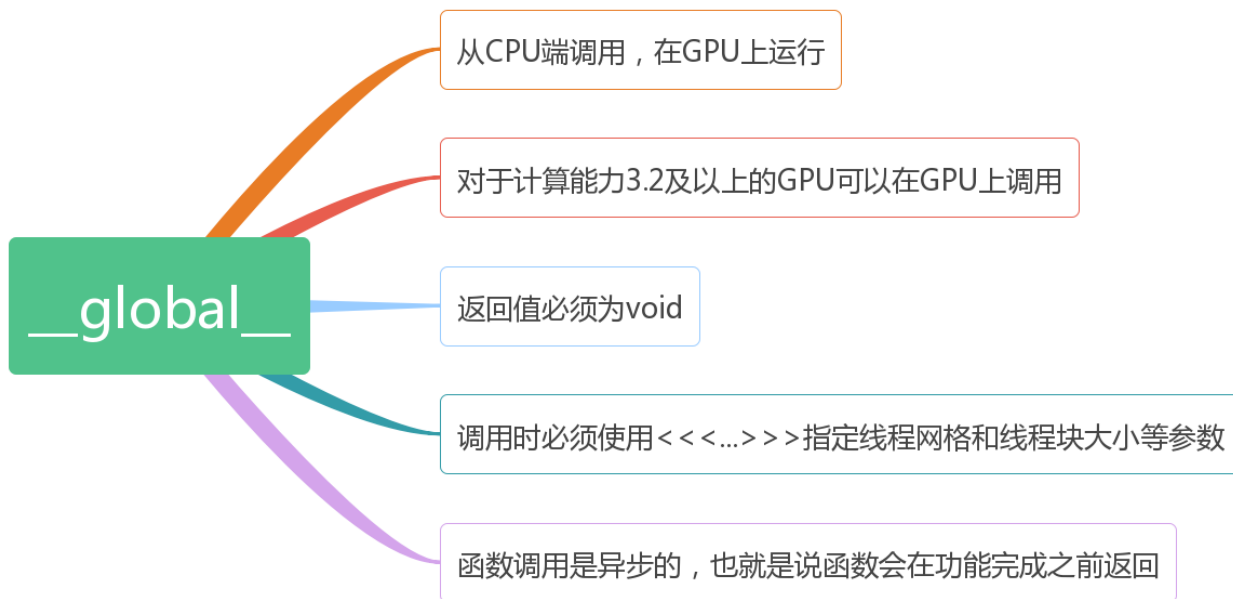 从CPU端调用，在GPU上运行
对于计算能力3.2及以上的GPU可以在GPU上调用
__global__
返回值必须为void
调用时必须使用<<<...>>>指定线程网格和线程块大小等参数
函数调用是异步的，也就是说函数会在功能完成之前返回